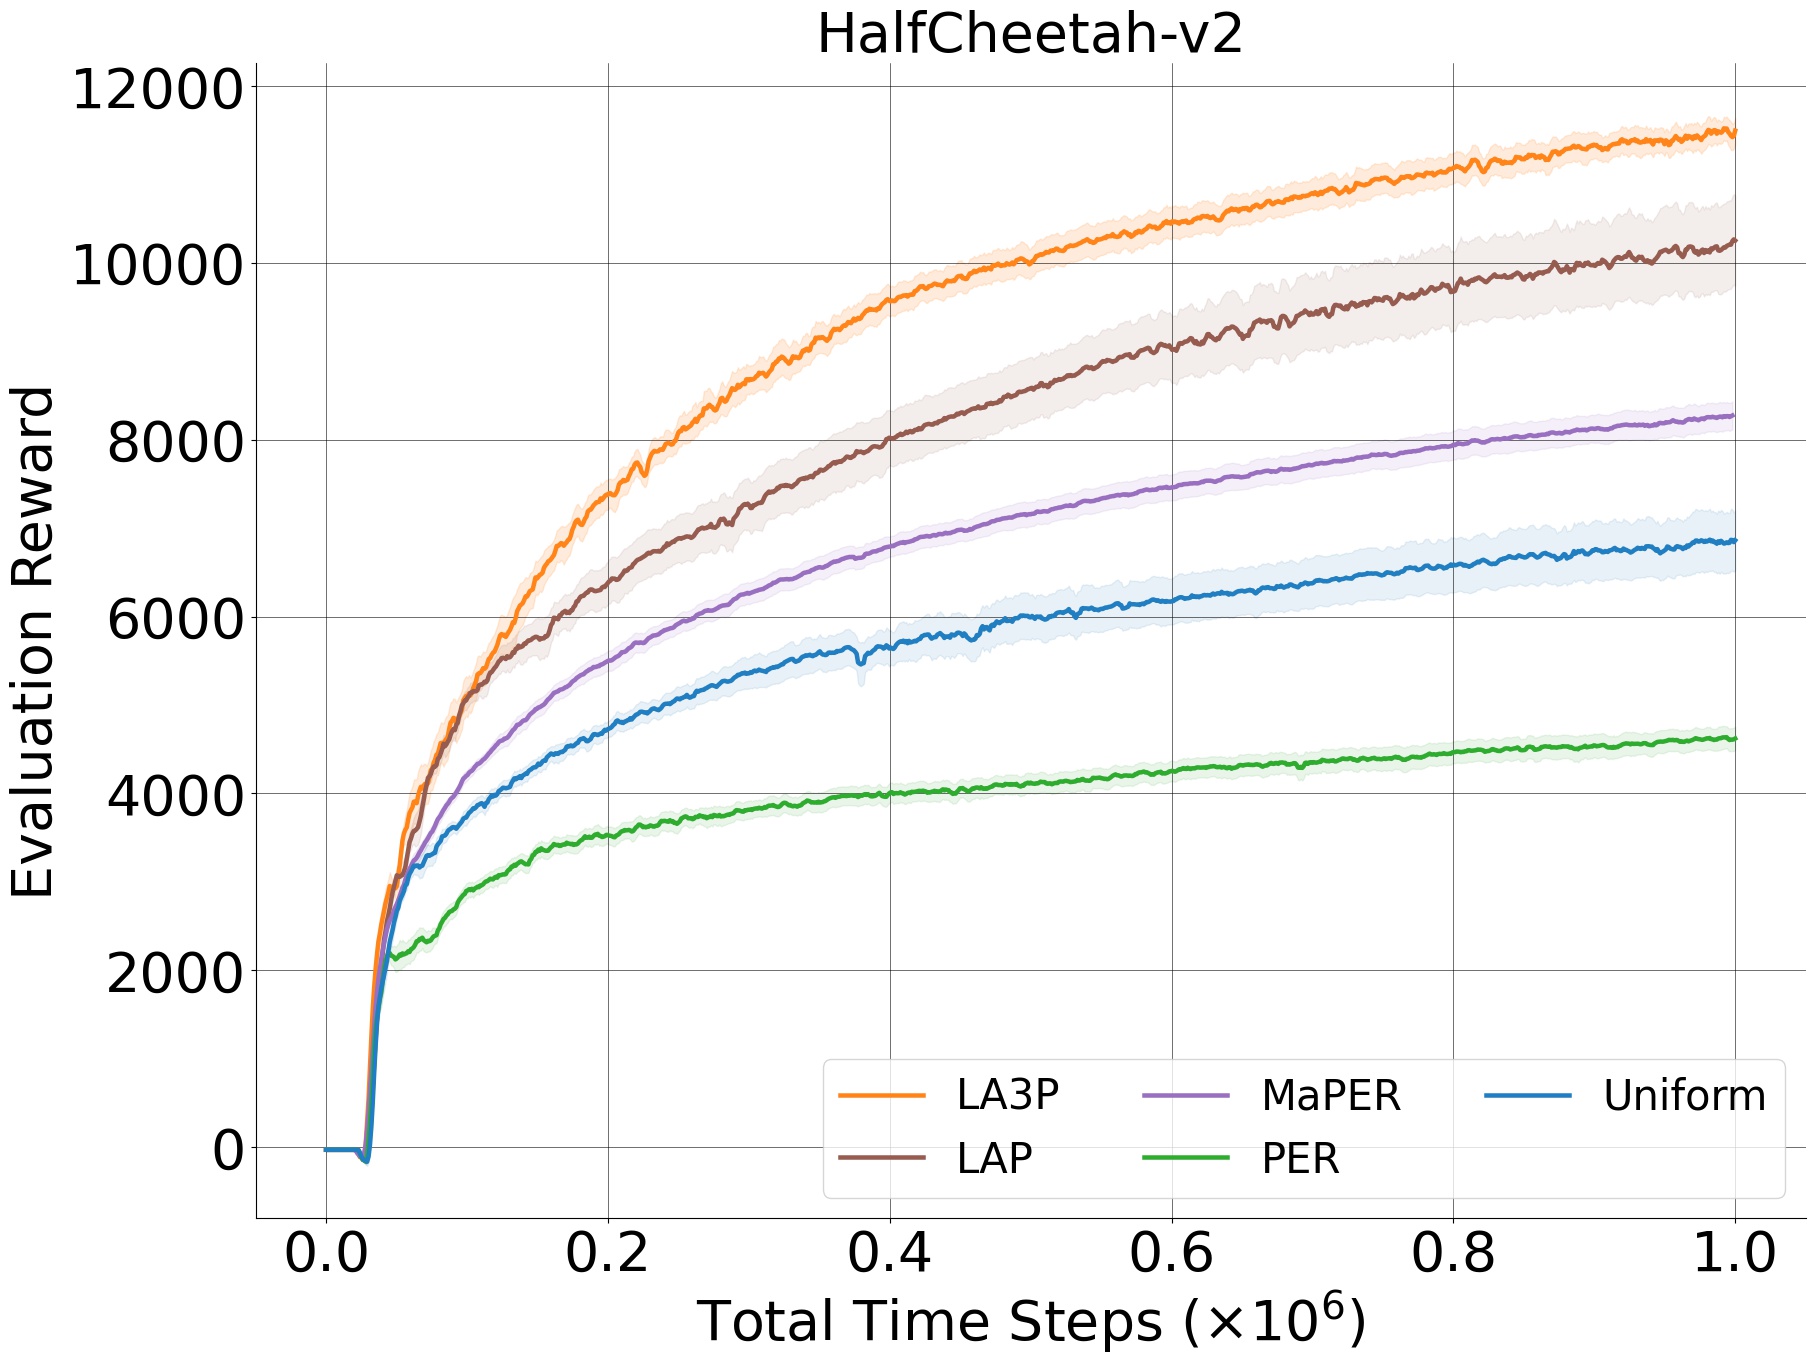 HalfCheetah-v2
12000
10000
8000
6000
4000
2000
0
Evaluation Reward
LA3P MaPER Uniform
LAP PER
0.0 0.2 0.4 0.6 0.8 1.0
Total Time Steps (×10⁶)